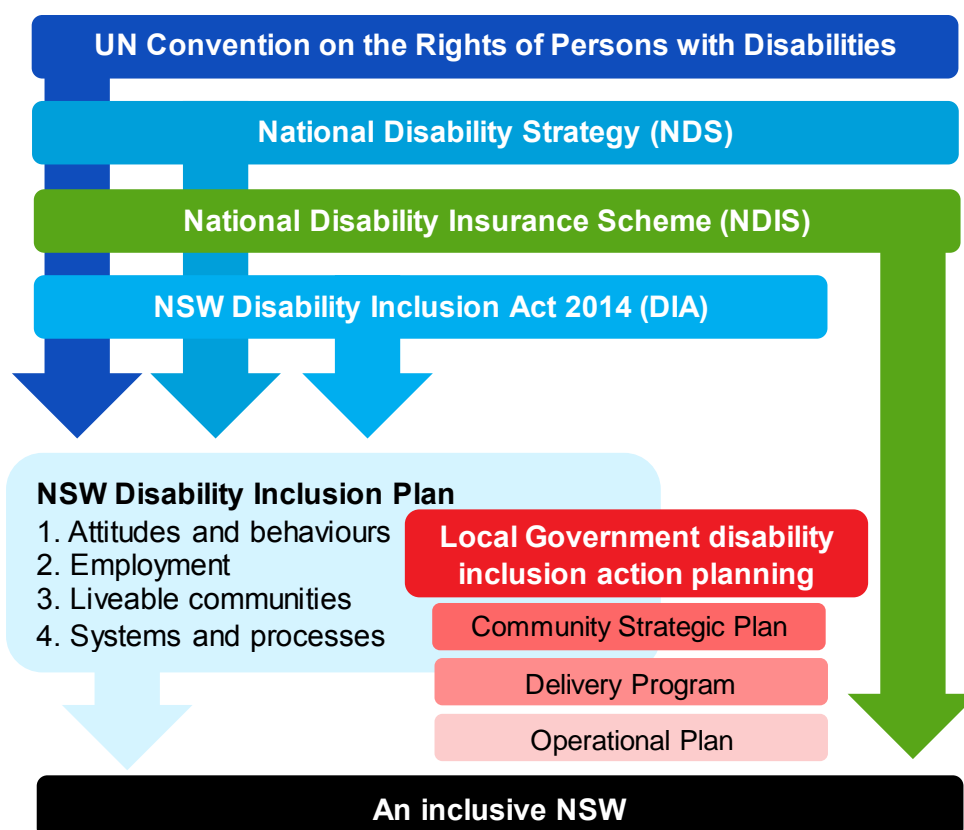 UN Convention on the Rights of Persons with Disabilities
National Disability Strategy (NDS)
National Disability Insurance Scheme (NDIS)
NSW Disability Inclusion Act 2014 (DIA)
NSW Disability Inclusion Plan
1. Attitudes and behaviours
2. Employment
3. Liveable communities
4. Systems and processes
Local Government disability
inclusion action planning
Community Strategic Plan
Delivery Program
Operational Plan
An inclusive NSW